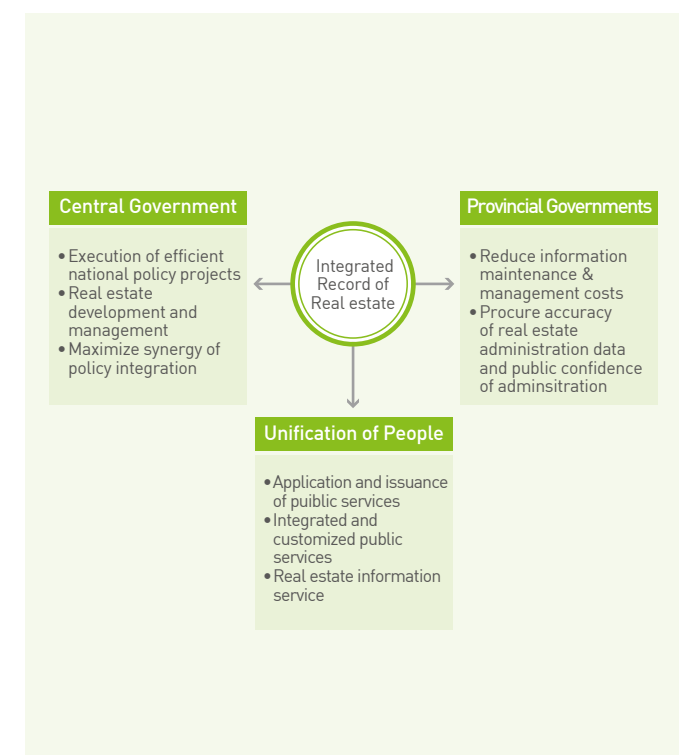 Central Government
• Execution of efficient
national policy projects
• Real estate
development and
management
• Maximize synergy of
policy integration
Integrated
Record of
Real estate
Provincial Governments
• Reduce information
maintenance &
management costs
• Procure accuracy
of real estate
administration data
and public confidence
of adminsitration
Unification of People
• Application and issuance
of puiblic services
• Integrated and
customized public
services
• Real estate information
service